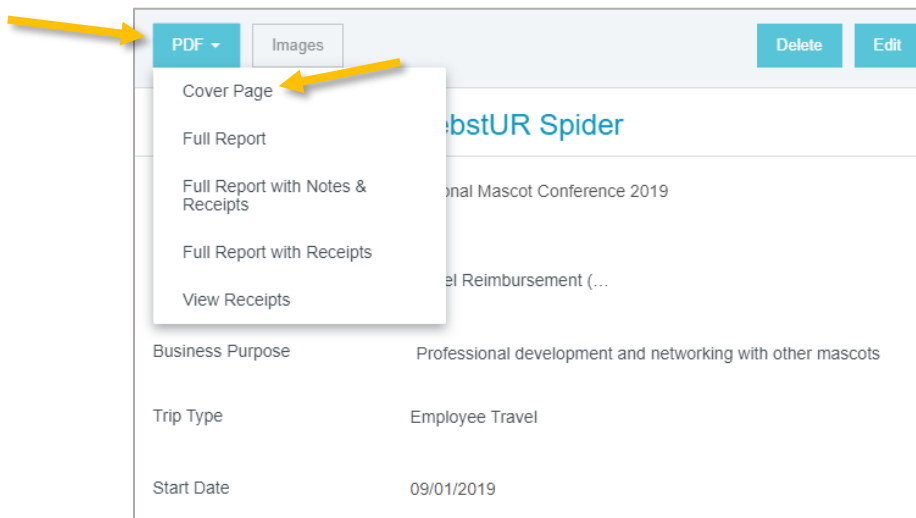 PDF
Images
Delete
Edit
Cover Page
bstUR Spider
Full Report
Full Report with Notes &
Receipts
onal Mascot Conference 2019
Full Report with Receipts
el Reimbursement (…
View Receipts
Business Purpose
Professional development and networking with other mascots
Trip Type
Employee Travel
Start Date
09/01/2019